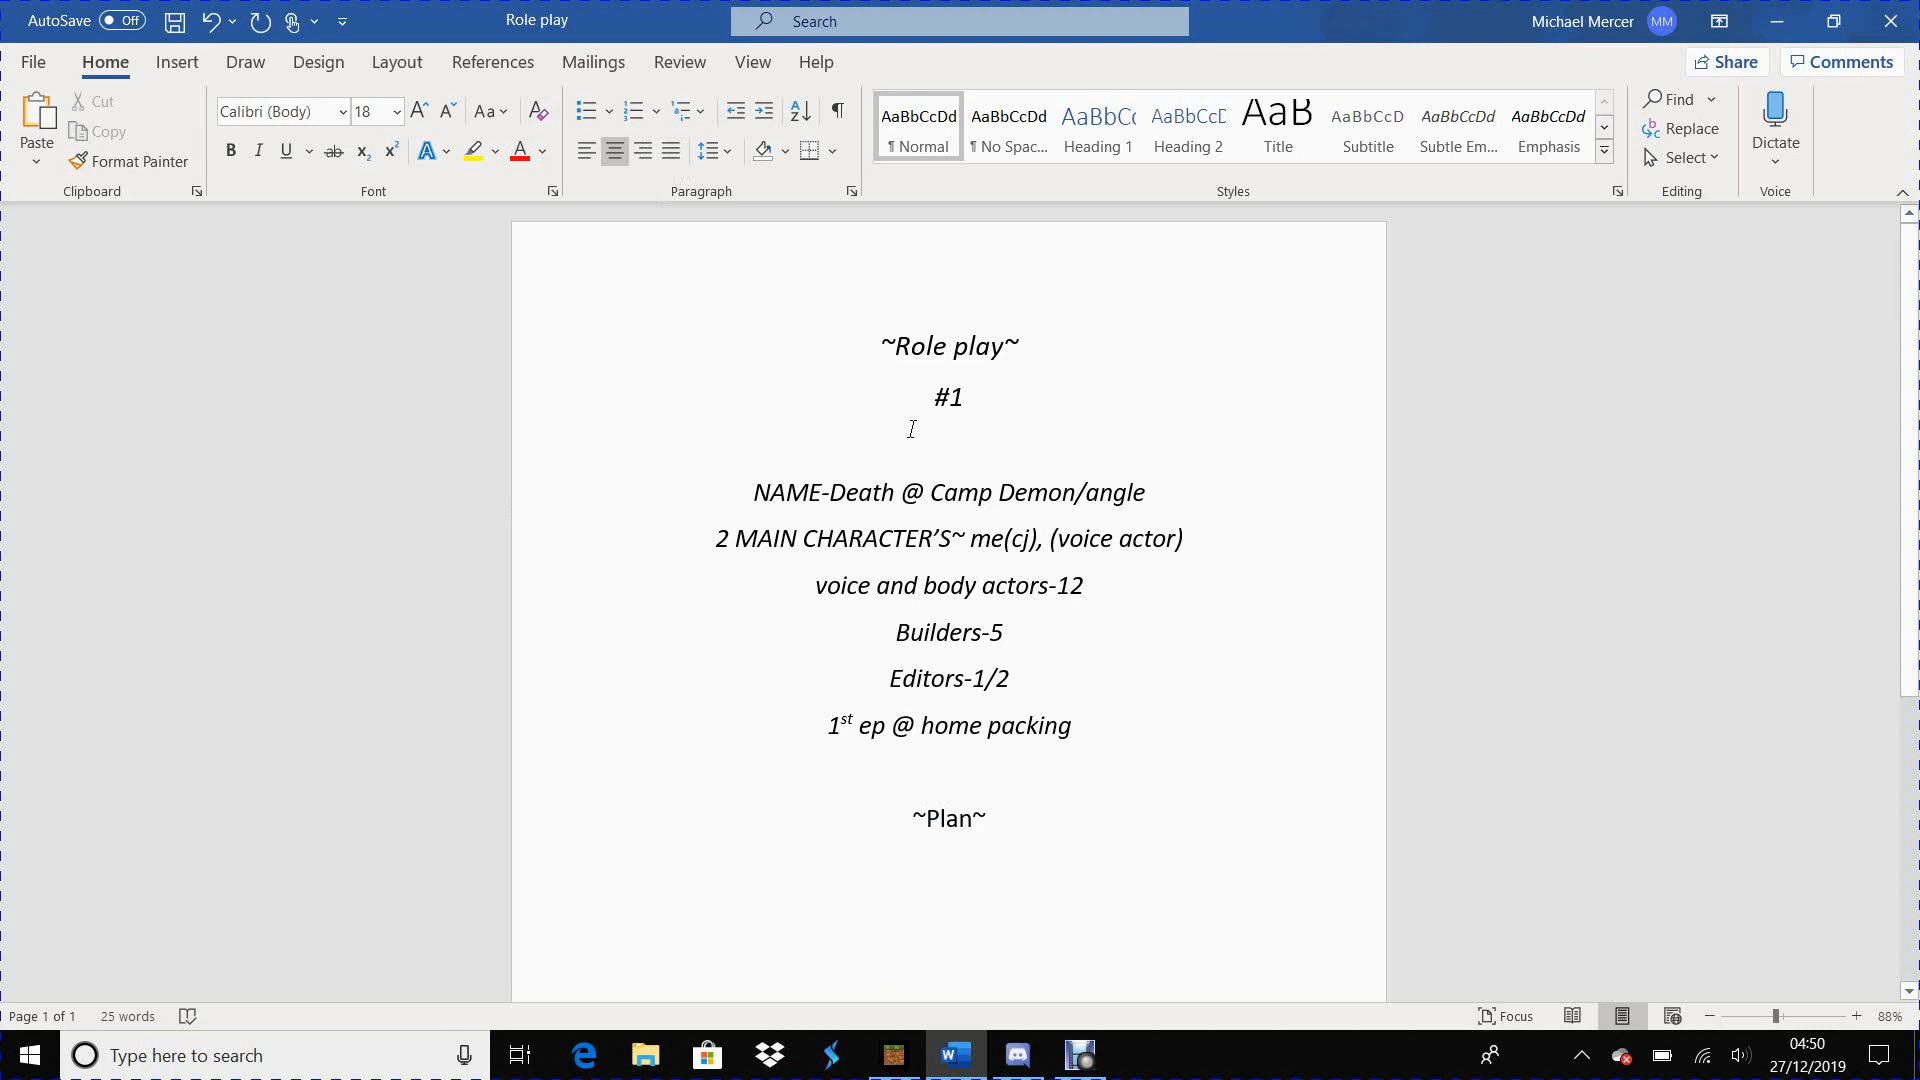 AutoSave Off Role play Search Michael Mercer MM
File Home Insert Draw Design Layout References Mailings Review View Help Share Comments
Paste Cut Copy Format Painter
Calibri (Body) 18 Aa
B I U ab x₂ x² A A
AaBbCcDd AaBbCcDd AaBbCc AaBbCcD AaB AaBbCcD AaBbCcDd AaBbCcDd
¶ Normal ¶ No Spac... Heading 1 Heading 2 Title Subtitle Subtle Em... Emphasis
Find
Replace
Select
Dictate
Clipboard Font Paragraph Styles Editing Voice
~Role play~
#1
NAME-Death @ Camp Demon/angle
2 MAIN CHARACTER’S~ me(cj), (voice actor)
voice and body actors-12
Builders-5
Editors-1/2
1st ep @ home packing
~Plan~
Page 1 of 1 25 words Focus 88%
Type here to search 04:50
27/12/2019